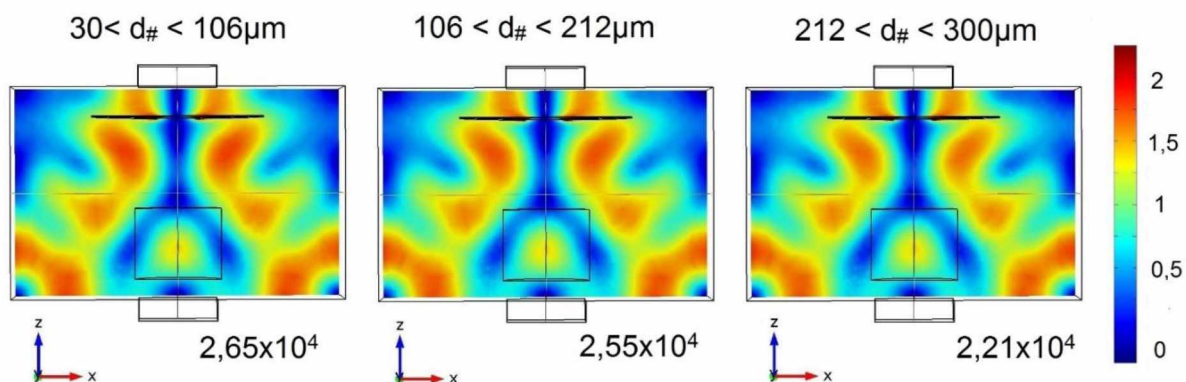 30< d# < 106µm
106 < d# < 212µm
212 < d# < 300µm
2
1,5
1
0,5
0
z
x
2,65x10⁴
z
x
2,55x10⁴
z
x
2,21x10⁴